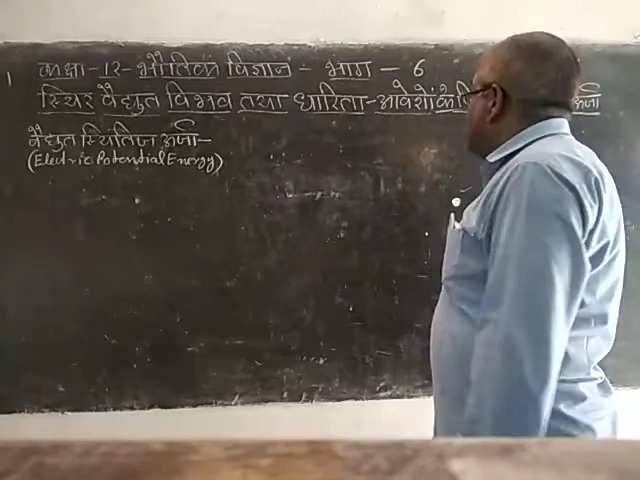 कक्षा - 12 - भौतिक विज्ञान - भाग - 6
स्थिर वैद्युत विभव तथा धारिता - आवेशों के ऊर्जा
वैद्युत स्थितिज ऊर्जा -
(Electric Potential Energy)